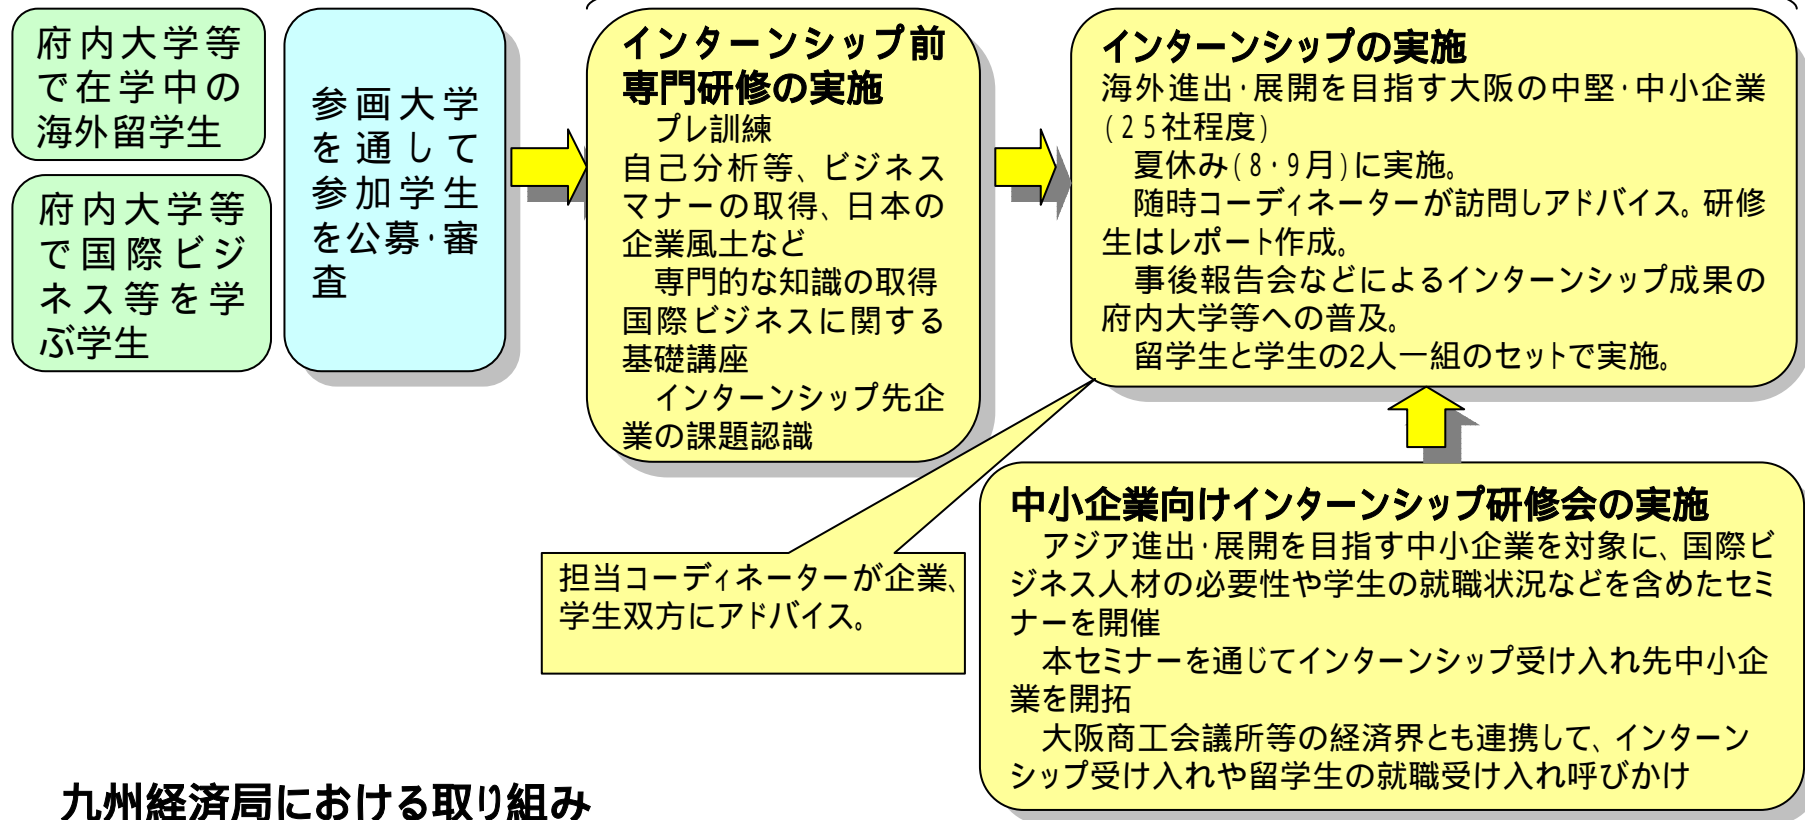 府内大学等
で在学中の
海外留学生
府内大学等
で国際ビジ
ネス等を学
ぶ学生
参画大学
を通して
参加学生
を公募・審
査
インターンシップ前
専門研修の実施
プレ訓練
自己分析等、ビジネス
マナーの取得、日本の
企業風土など
専門的な知識の取得
国際ビジネスに関する
基礎講座
インターンシップ先企
業の課題認識
インターンシップの実施
海外進出・展開を目指す大阪の中堅・中小企業
(25社程度)
夏休み(8・9月)に実施。
随時コーディネーターが訪問しアドバイス。研修
生はレポート作成。
事後報告会などによるインターンシップ成果の
府内大学等への普及。
留学生と学生の2人一組のセットで実施。
担当コーディネーターが企業、
学生双方にアドバイス。
中小企業向けインターンシップ研修会の実施
アジア進出・展開を目指す中小企業を対象に、国際ビ
ジネス人材の必要性や学生の就職状況などを含めたセミ
ナーを開催
本セミナーを通じてインターンシップ受け入れ先中小企
業を開拓
大阪商工会議所等の経済界とも連携して、インターン
シップ受け入れや留学生の就職受け入れ呼びかけ
九州経済局における取り組み